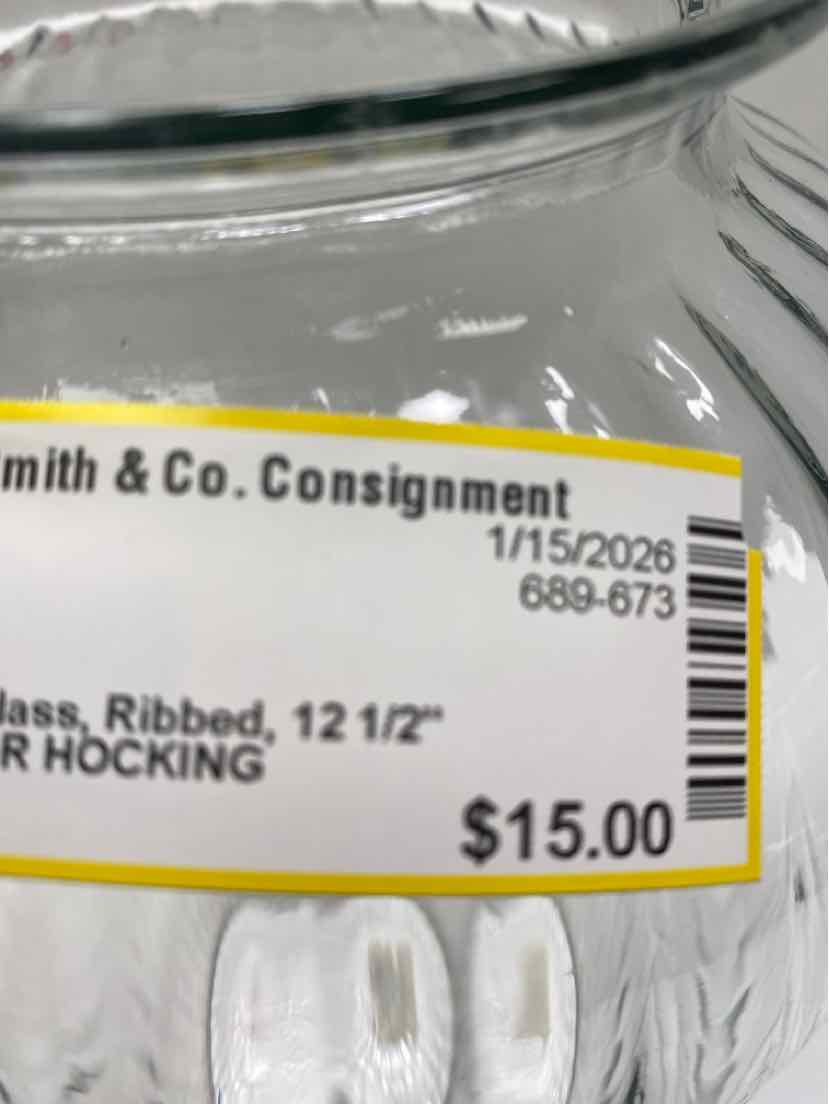 mith & Co. Consignment
1/15/2026
689-673
lass, Ribbed, 12 1/2"
R HOCKING
$15.00